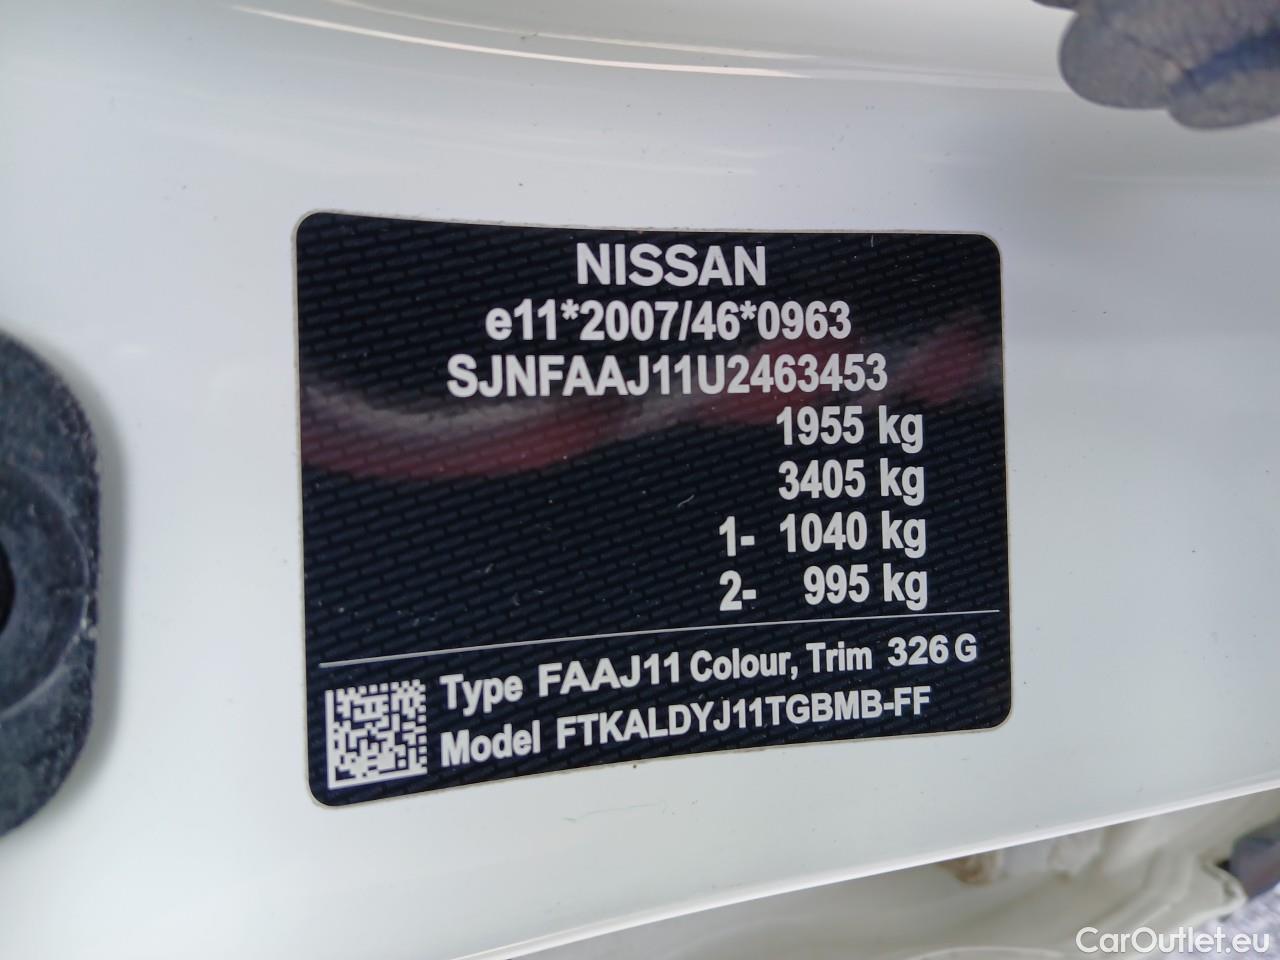 NISSAN
e11*2007/46*0963
SJNFAAJ11U2463453
1955 kg
3405 kg
1- 1040 kg
2- 995 kg
Type FAAJ11 Colour, Trim 326 G
Model FTKALDYJ11TGBMB-FF
CarOutlet.eu